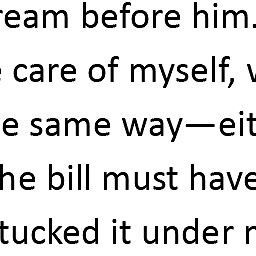 ream before him.
care of myself,
e same way—eit
he bill must have
tucked it under